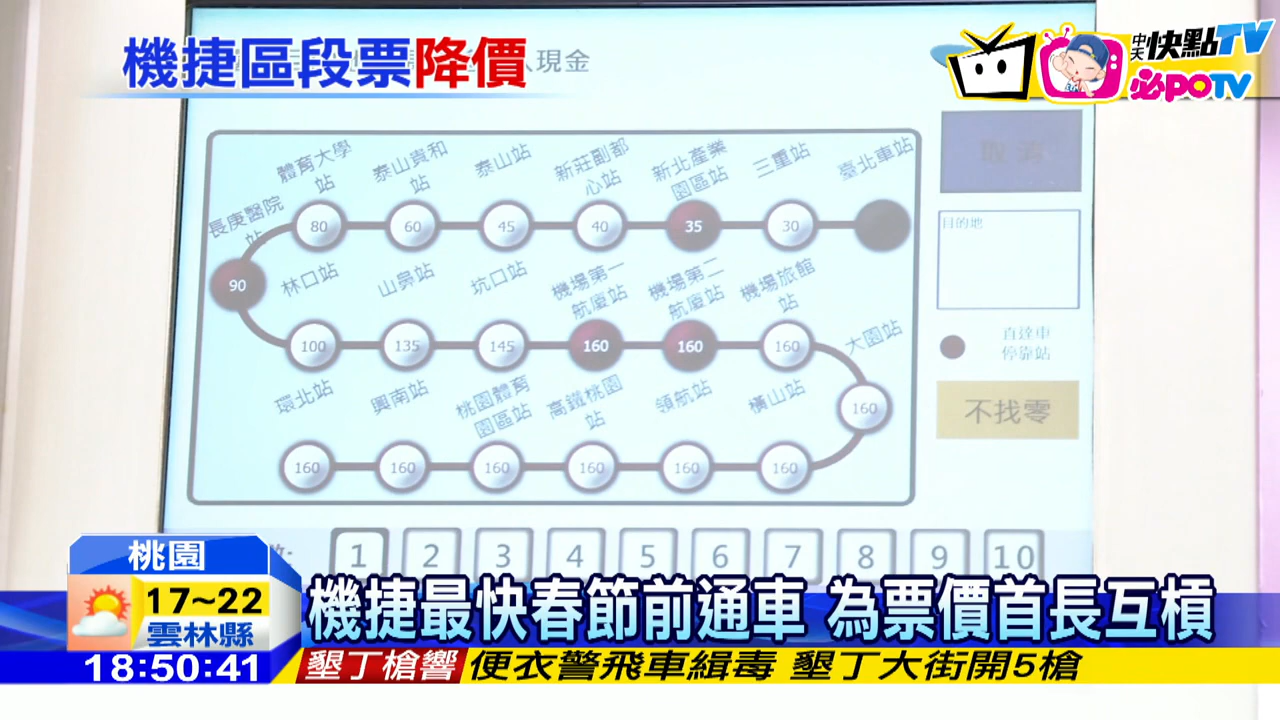 機捷區段票降價
現金
中天快點TV
必POTV
體育大學站
泰山貴和站
泰山站
新莊副都心站
新北產業園區站
三重站
臺北車站
取消
80
60
45
40
35
30
長庚醫院站
90
目的地
林口站
山鼻站
坑口站
機場第一航廈站
機場第二航廈站
機場旅館站
100
135
145
160
160
160
大園站
160
直達車
停靠站
環北站
興南站
桃園體育園區站
高鐵桃園站
領航站
橫山站
不找零
160
160
160
160
160
160
1 2 3 4 5 6 7 8 9 10
桃園
17~22
雲林縣
機捷最快春節前通車 為票價首長互槓
18:50:41
墾丁槍響 便衣警飛車緝毒 墾丁大街開5槍